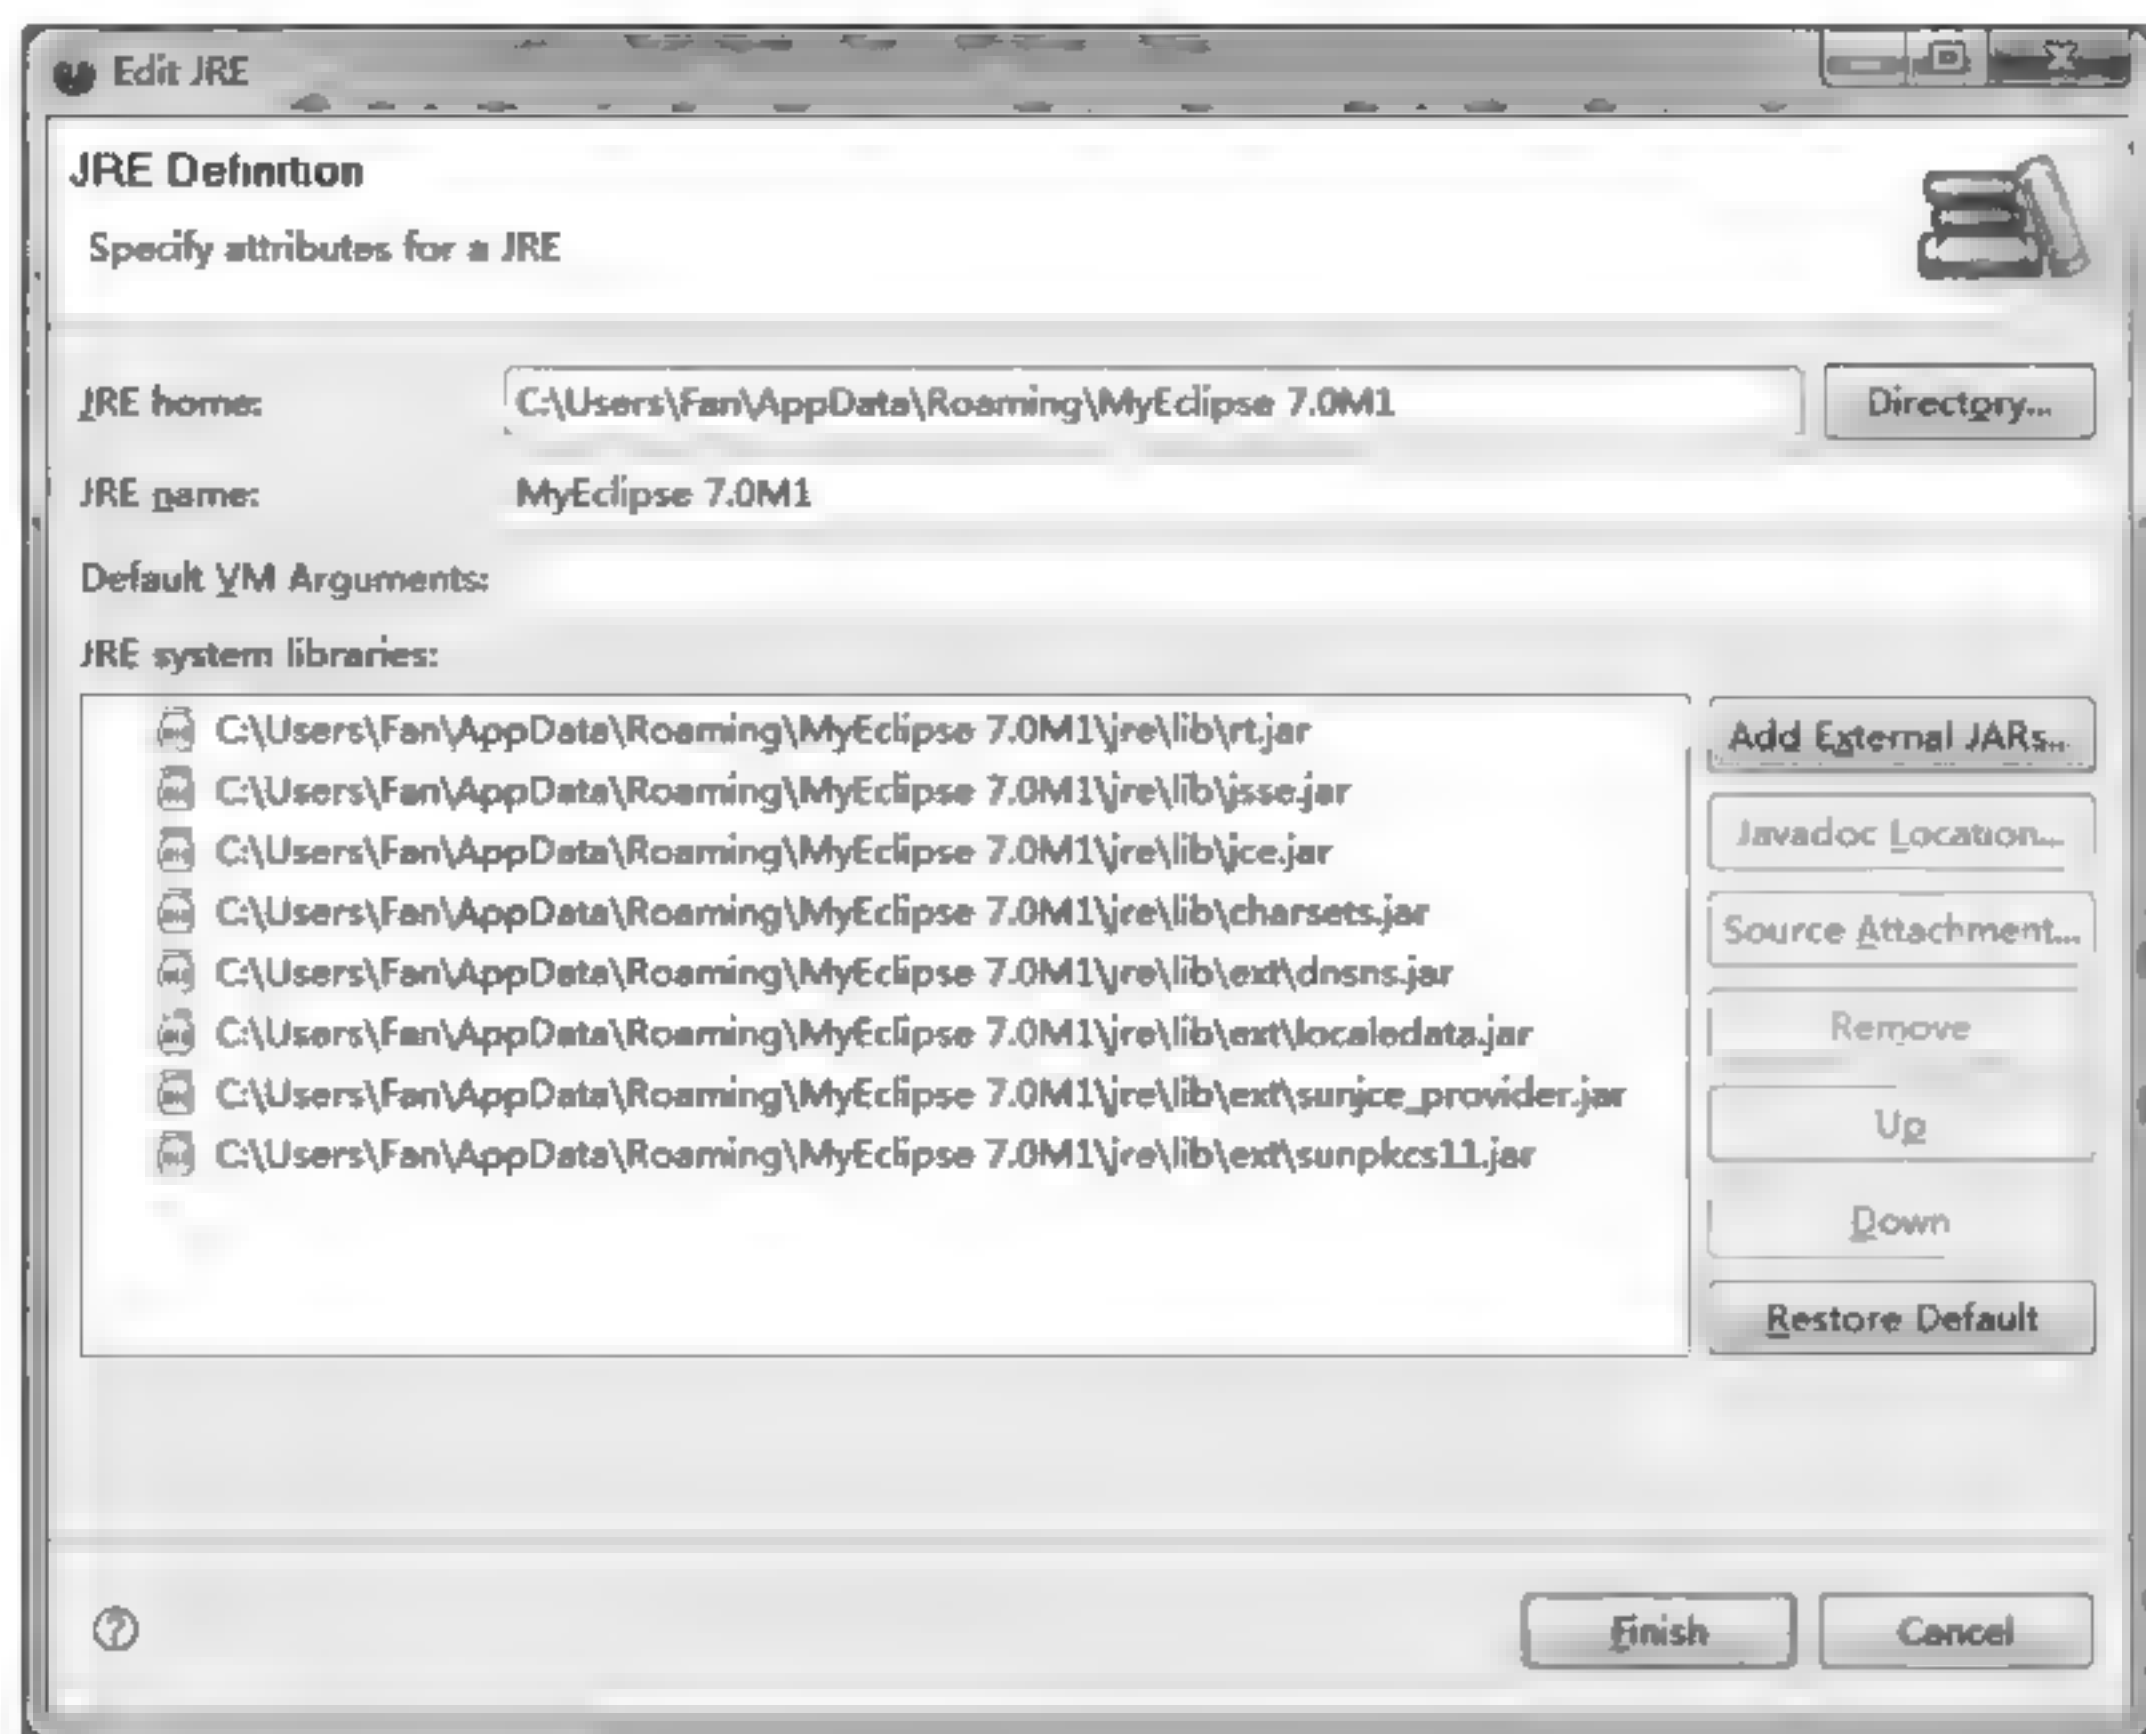 Edit JRE
JRE Definition
Specify attributes for a JRE
JRE home: C:\Users\Fan\AppData\Roaming\MyEclipse 7.0M1 Directory...
JRE name: MyEclipse 7.0M1
Default VM Arguments:
JRE system libraries:
C:\Users\Fan\AppData\Roaming\MyEclipse 7.0M1\jre\lib\rt.jar
Add External JARs...
C:\Users\Fan\AppData\Roaming\MyEclipse 7.0M1\jre\lib\jsse.jar
C:\Users\Fan\AppData\Roaming\MyEclipse 7.0M1\jre\lib\jce.jar
Javadoc Location...
C:\Users\Fan\AppData\Roaming\MyEclipse 7.0M1\jre\lib\charsets.jar
Source Attachment...
C:\Users\Fan\AppData\Roaming\MyEclipse 7.0M1\jre\lib\ext\dnsns.jar
C:\Users\Fan\AppData\Roaming\MyEclipse 7.0M1\jre\lib\ext\localedata.jar
Remove
C:\Users\Fan\AppData\Roaming\MyEclipse 7.0M1\jre\lib\ext\sunjce_provider.jar
Up
C:\Users\Fan\AppData\Roaming\MyEclipse 7.0M1\jre\lib\ext\sunpkcs11.jar
Down
Restore Default
Finish Cancel